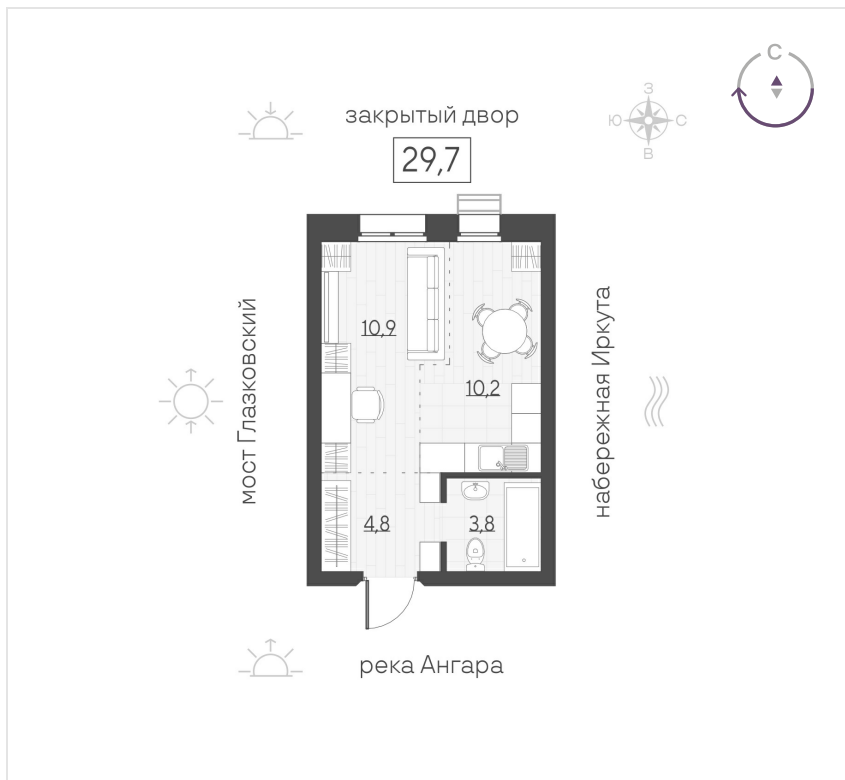 С
закрытый двор
З
Ю
С
В
29,7
мост Глазковский
10,9
10,2
набережная Иркута
4,8
3,8
река Ангара